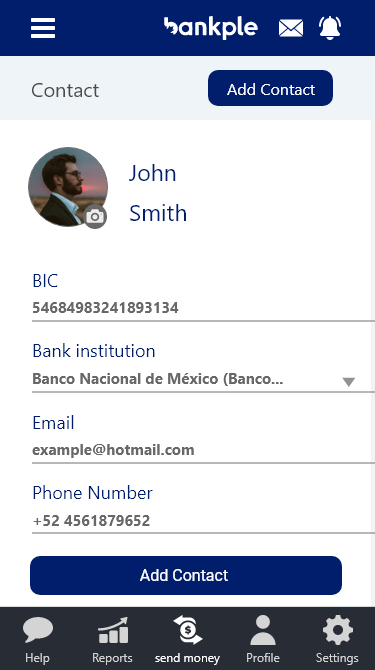 bankple
Contact
Add Contact
John
Smith
BIC
54684983241893134
Bank institution
Banco Nacional de México (Banco...
Email
example@hotmail.com
Phone Number
+52 4561879652
Add Contact
Help
Reports
send money
Profile
Settings